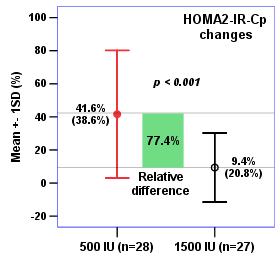 HOMA2-IR-Cp
changes
100
80
60
40
20
0
-20
Mean +- 1SD (%)
p < 0.001
41.6%
(38.6%)
77.4%
9.4%
(20.8%)
Relative
difference
500 IU (n=28)
1500 IU (n=27)